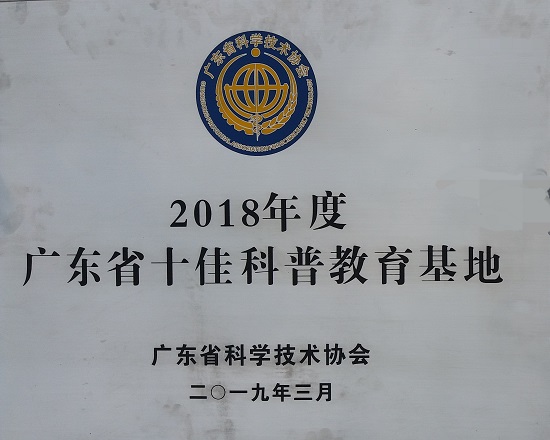 广东省科学技术协会
2018年度
广东省十佳科普教育基地
广东省科学技术协会
二〇一九年三月